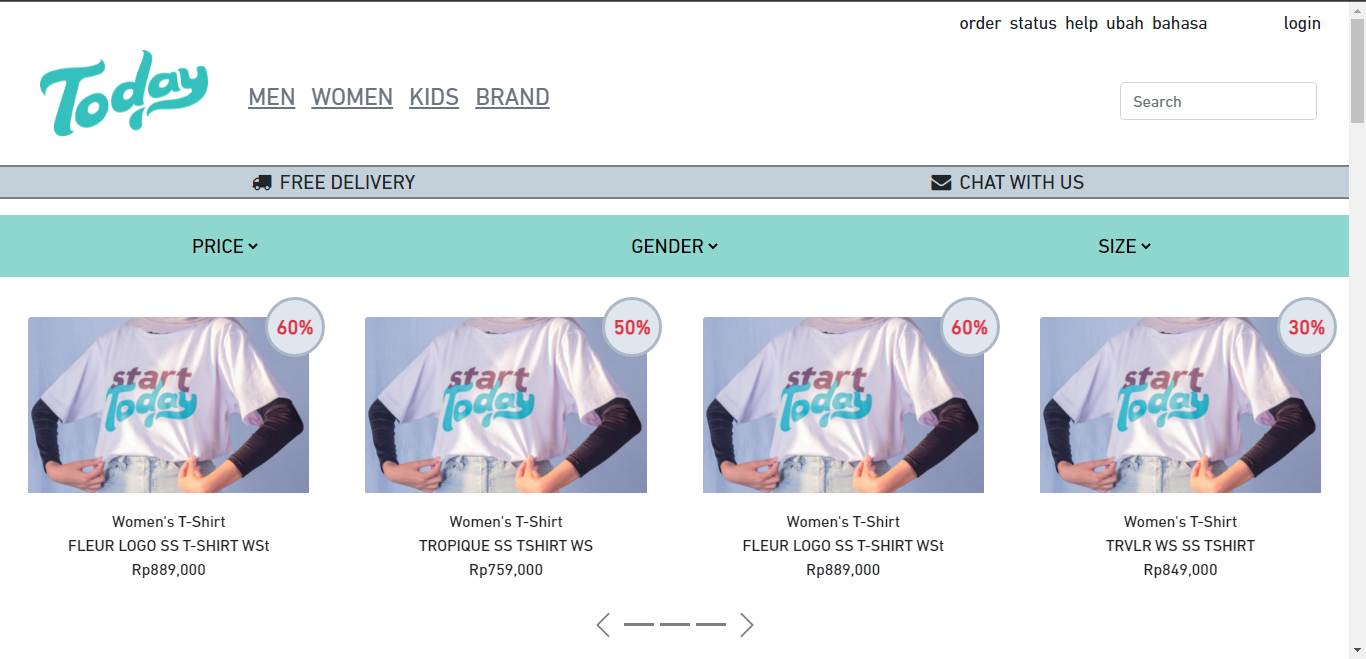 order status help ubah bahasa login
Today
MEN WOMEN KIDS BRAND
Search
FREE DELIVERY CHAT WITH US
PRICE GENDER SIZE
60% 50% 60% 30%
start start start start
Today Today Today Today
Women's T-Shirt Women's T-Shirt Women's T-Shirt Women's T-Shirt
FLEUR LOGO SS T-SHIRT WSt TROPIQUE SS TSHIRT WS FLEUR LOGO SS T-SHIRT WSt TRVLR WS SS TSHIRT
Rp889,000 Rp759,000 Rp889,000 Rp849,000